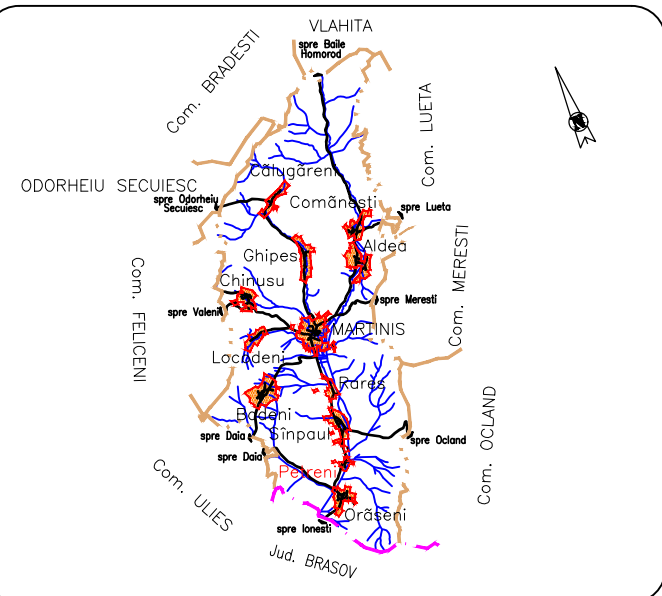 VLAHITA
spre Baile
Homorod
Com. BRADESTI
Com. LUETA
Călugăreni
ODORHEIU SECUIESC
spre Odorheiu
Secuiesc
Comănești
spre Lueta
Aldea
Ghipes
Com. MERESTI
Chinusu
Com. FELICENI
spre Meresti
spre Valeni
MARTINIS
Locodeni
Rares
Badeni
Sînpaul
spre Daia
spre Ocland
Com. OCLAND
spre Daia
Petreni
Com. ULIES
Orăseni
spre Ionesti
Jud. BRASOV